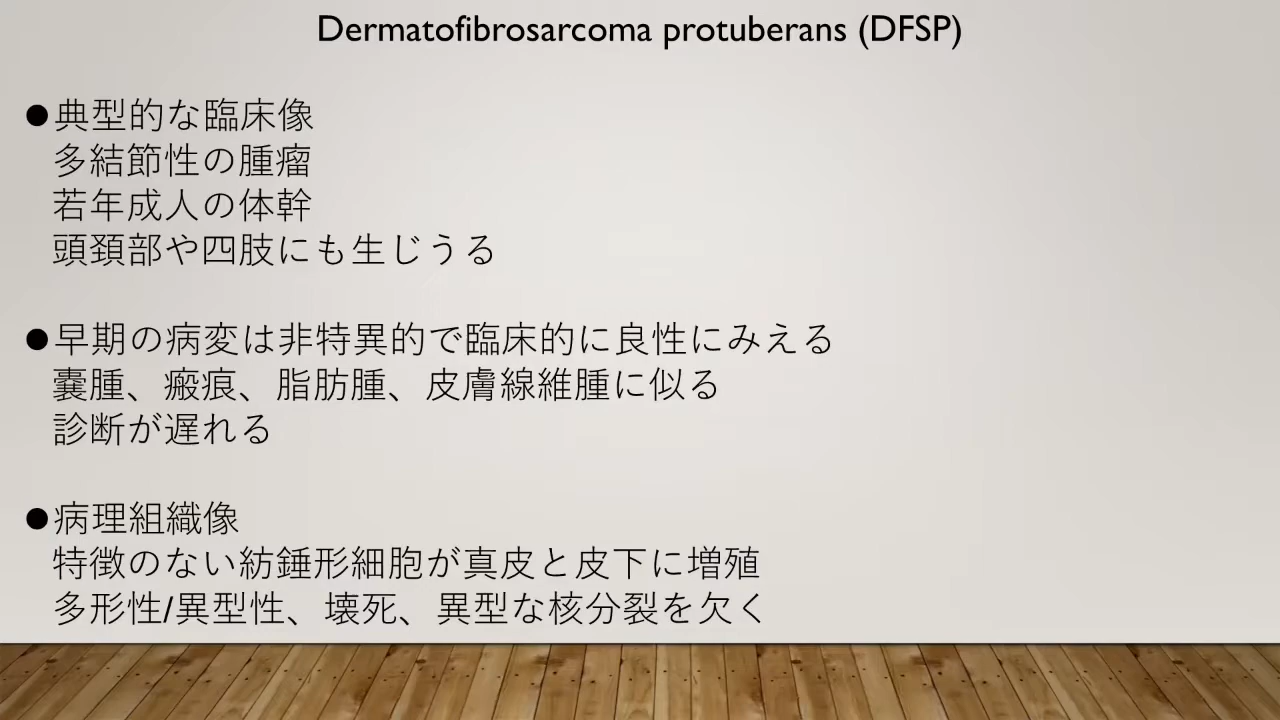 Dermatofibrosarcoma protuberans (DFSP)
●典型的な臨床像
多結節性の腫瘤
若年成人の体幹
頭頚部や四肢にも生じうる
●早期の病変は非特異的で臨床的に良性にみえる
嚢腫、瘢痕、脂肪腫、皮膚線維腫に似る
診断が遅れる
●病理組織像
特徴のない紡錘形細胞が真皮と皮下に増殖
多形性/異型性、壊死、異型な核分裂を欠く